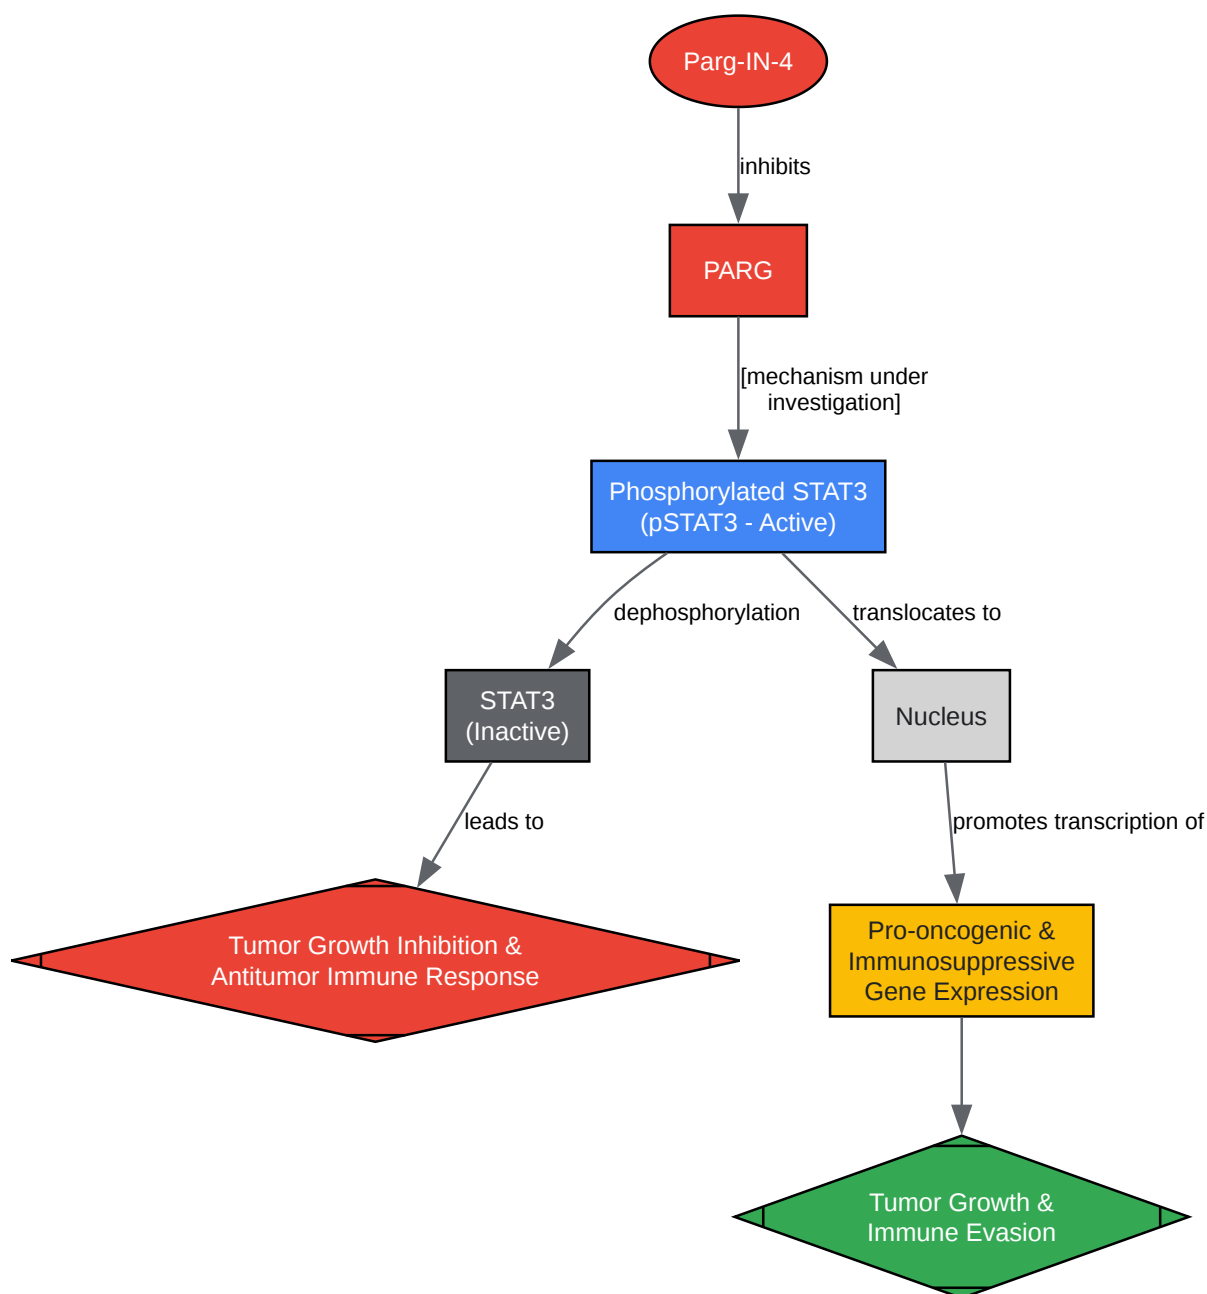 Parg-IN-4
inhibits
PARG
[mechanism under
investigation]
Phosphorylated STAT3
(pSTAT3 - Active)
dephosphorylation
translocates to
STAT3
(Inactive)
Nucleus
leads to
promotes transcription of
Tumor Growth Inhibition &
Antitumor Immune Response
Pro-oncogenic &
Immunosuppressive
Gene Expression
Tumor Growth &
Immune Evasion